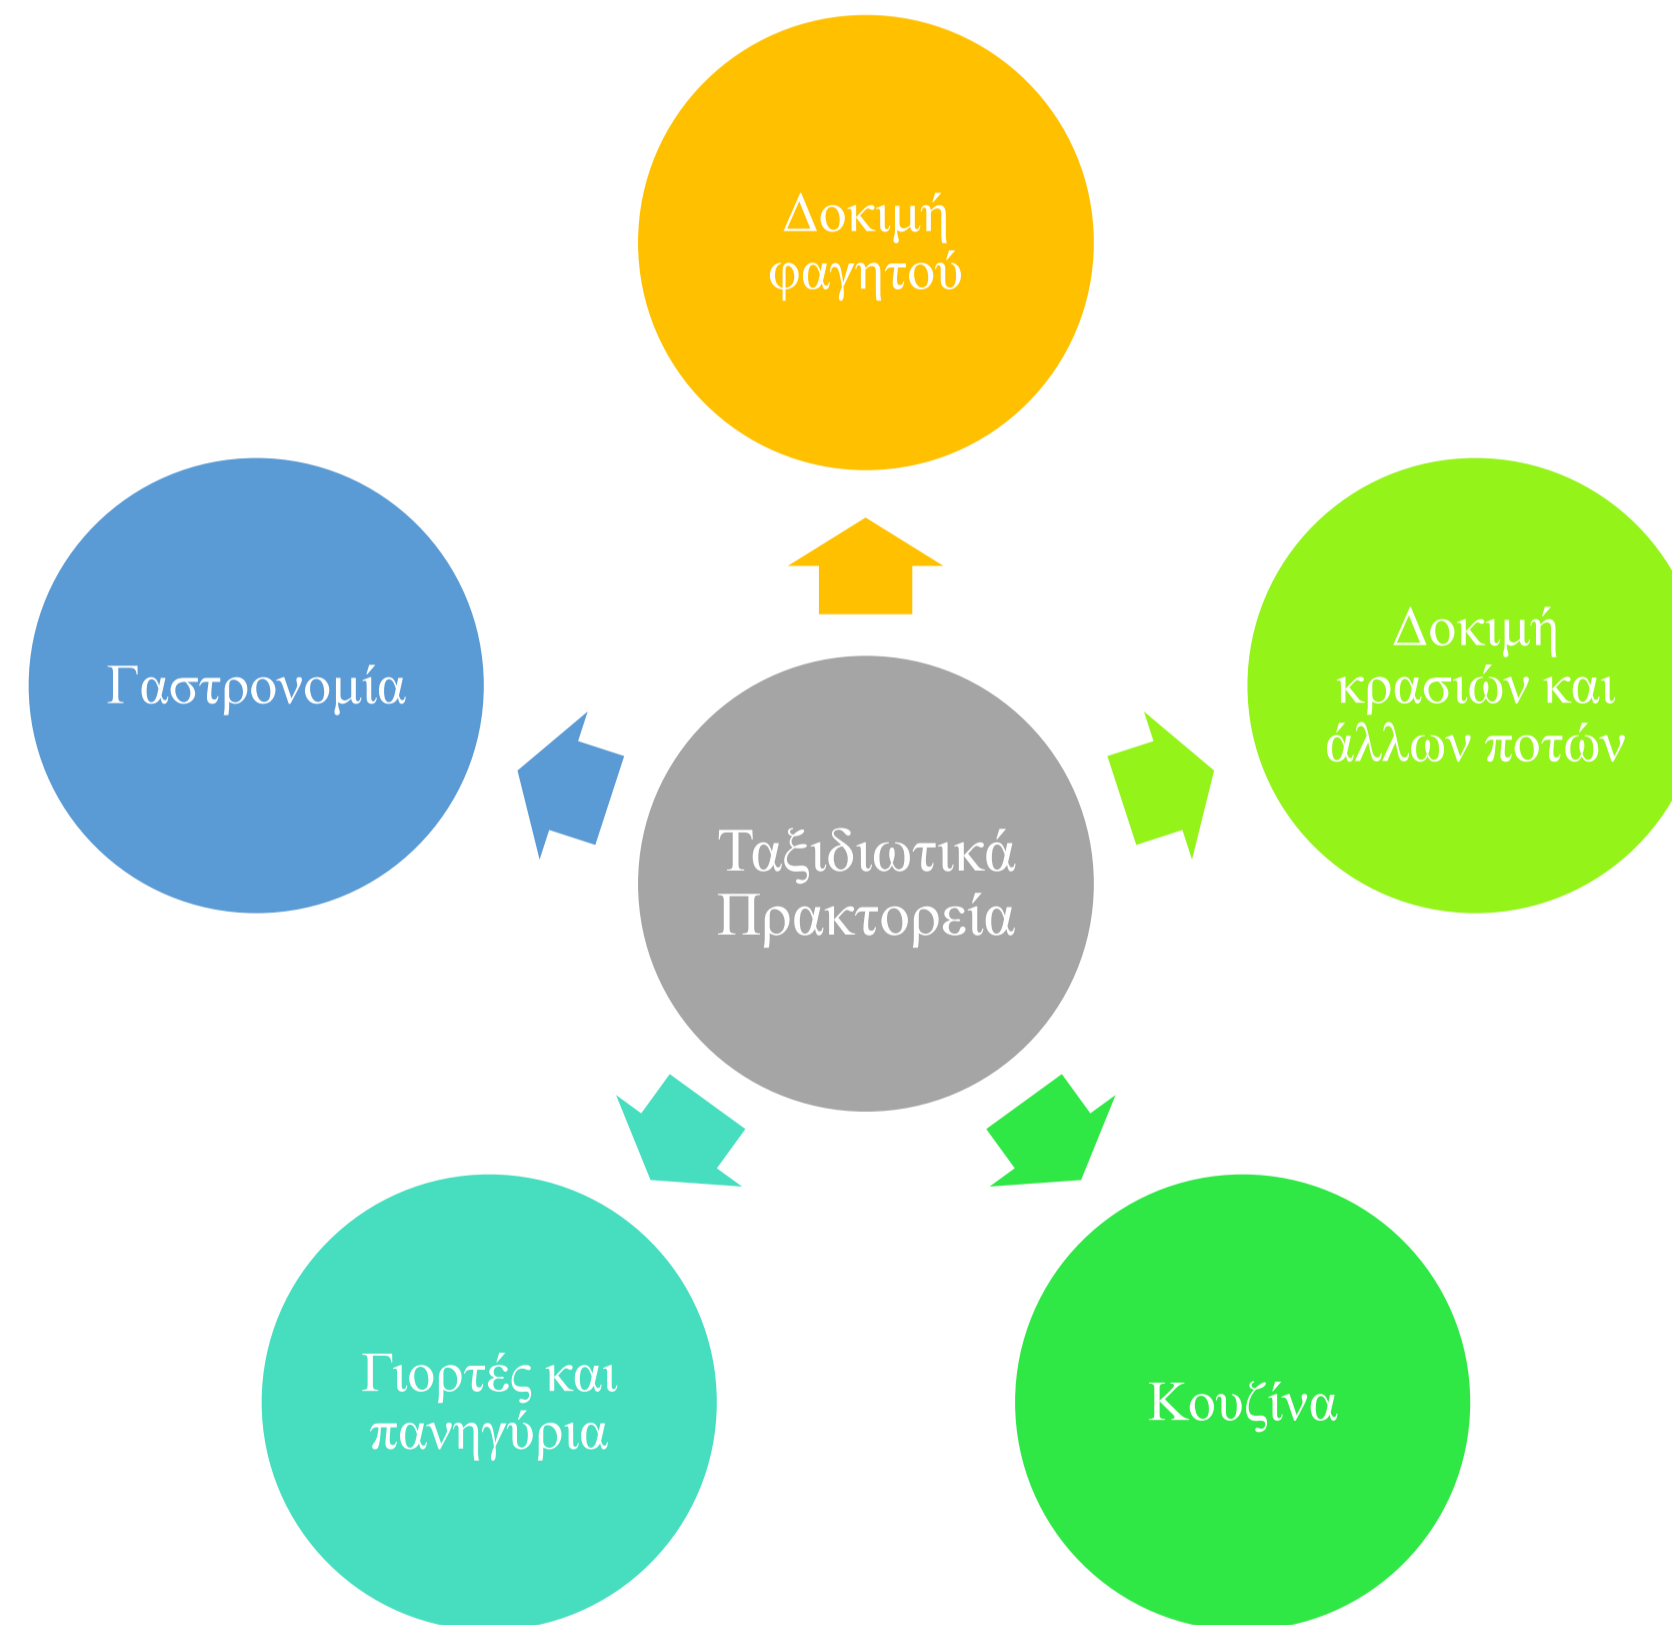 Δοκιμή
φαγητού
Δοκιμή
κρασιών και
άλλων ποτών
Γαστρονομία
Ταξιδιωτικά
Πρακτορεία
Γιορτές και
πανηγύρια
Κουζίνα